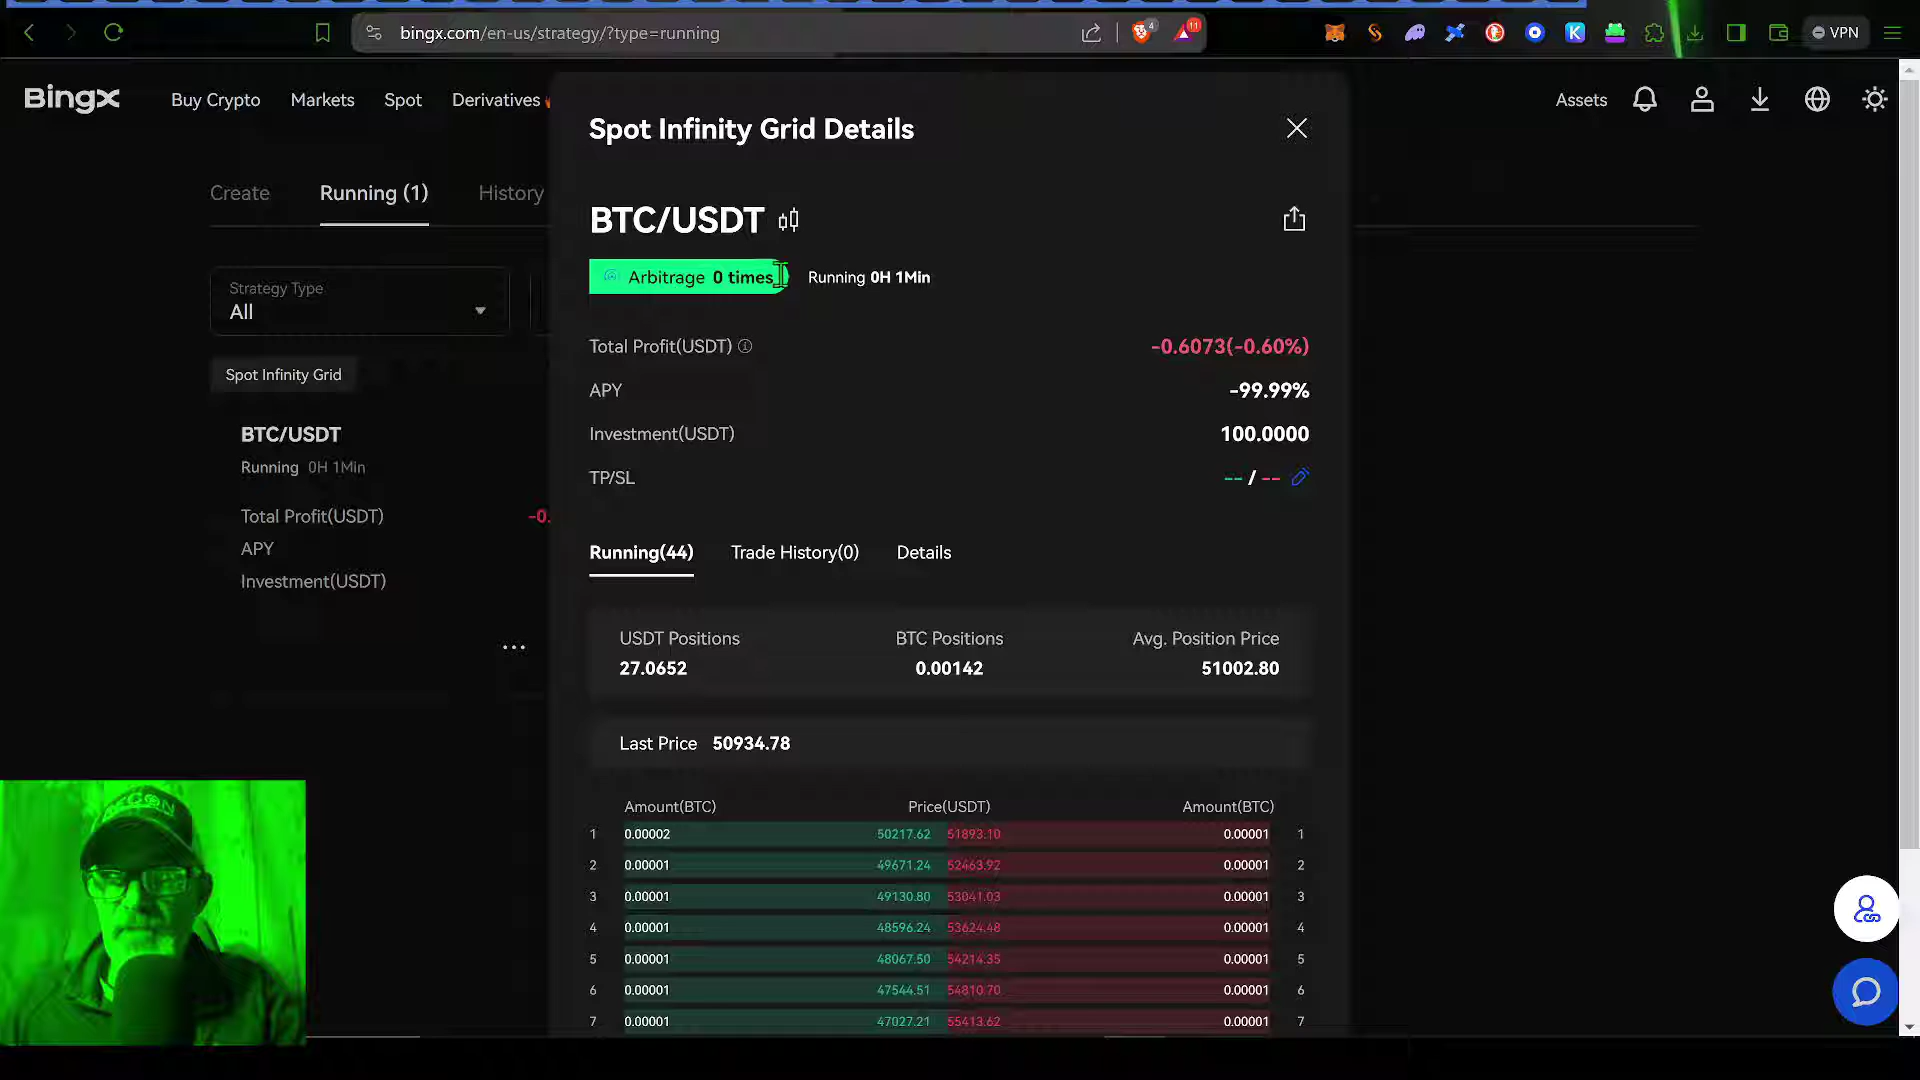 bingx.com/en-us/strategy/?type=running
4
11
VPN
BingX
Buy Crypto
Markets
Spot
Derivatives
Assets
Create
Running (1)
History
Strategy Type
All
Spot Infinity Grid
BTC/USDT
Running 0H 1Min
Total Profit(USDT)
-0.
APY
Investment(USDT)
...
Spot Infinity Grid Details
BTC/USDT
Arbitrage 0 times
Running 0H 1Min
Total Profit(USDT)
-0.6073(-0.60%)
APY
-99.99%
Investment(USDT)
100.0000
TP/SL
-- / --
Running(44)
Trade History(0)
Details
USDT Positions
BTC Positions
Avg. Position Price
27.0652
0.00142
51002.80
Last Price 50934.78
Amount(BTC) Price(USDT) Amount(BTC)
1 0.00002 50217.62 51893.10 0.00001 1
2 0.00001 49671.24 52463.92 0.00001 2
3 0.00001 49130.80 53041.03 0.00001 3
4 0.00001 48596.24 53624.48 0.00001 4
5 0.00001 48067.50 54214.35 0.00001 5
6 0.00001 47544.51 54810.70 0.00001 6
7 0.00001 47027.21 55413.62 0.00001 7